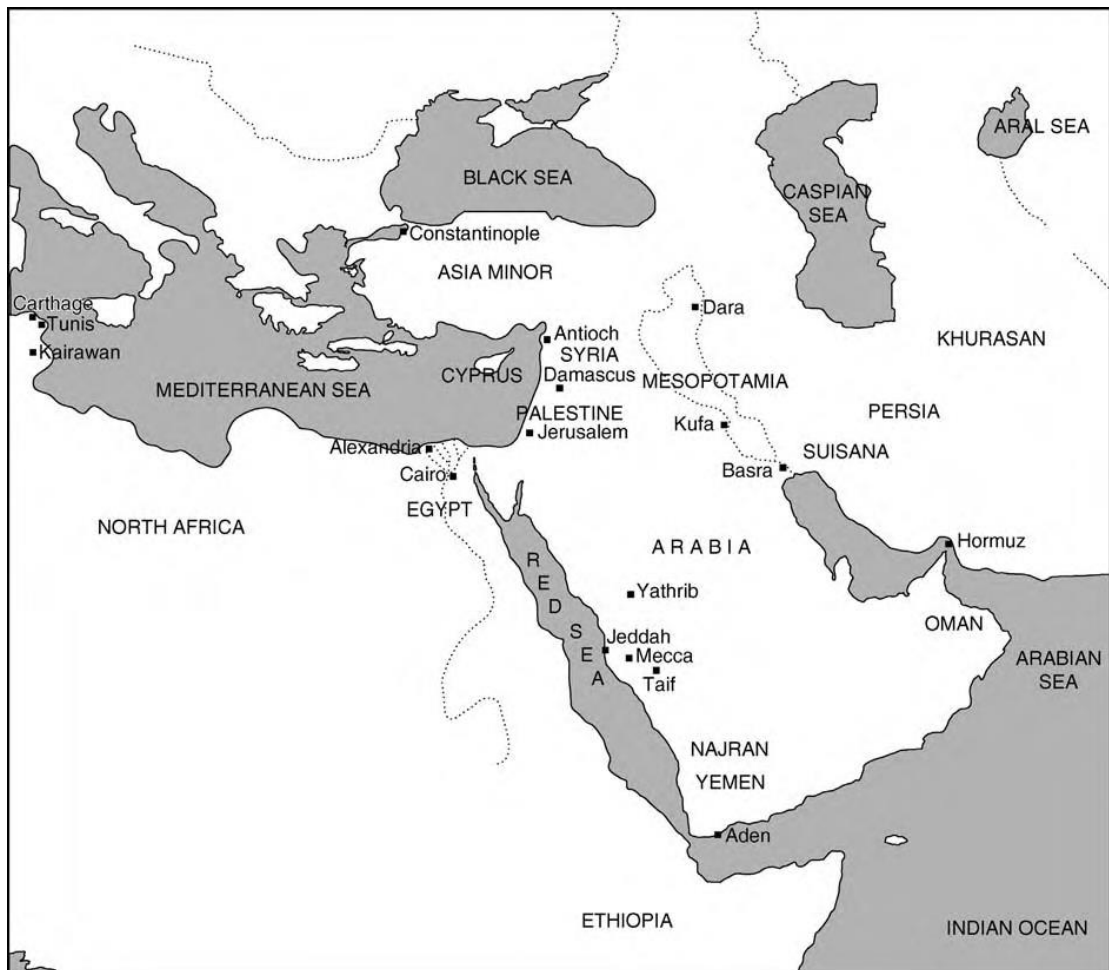 ARAL SEA
BLACK SEA
CASPIAN
SEA
Constantinople
ASIA MINOR
Carthage
Tunis
Dara
Antioch
KHURASAN
Kairawan
SYRIA
CYPRUS
Damascus
MESOPOTAMIA
MEDITERRANEAN SEA
PALESTINE
PERSIA
Jerusalem
Kufa
Alexandria
SUISANA
Cairo
Basra
EGYPT
NORTH AFRICA
ARABIA
Hormuz
RED SEA
Yathrib
OMAN
Jeddah
Mecca
ARABIAN
SEA
Taif
NAJRAN
YEMEN
Aden
ETHIOPIA
INDIAN OCEAN